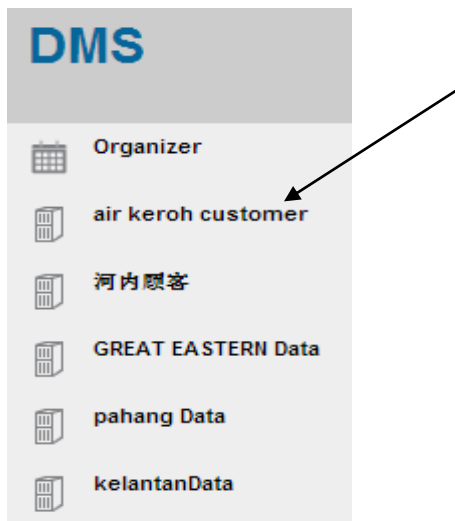 DMS
Organizer
air keroh customer
河内顾客
GREAT EASTERN Data
pahang Data
kelantanData